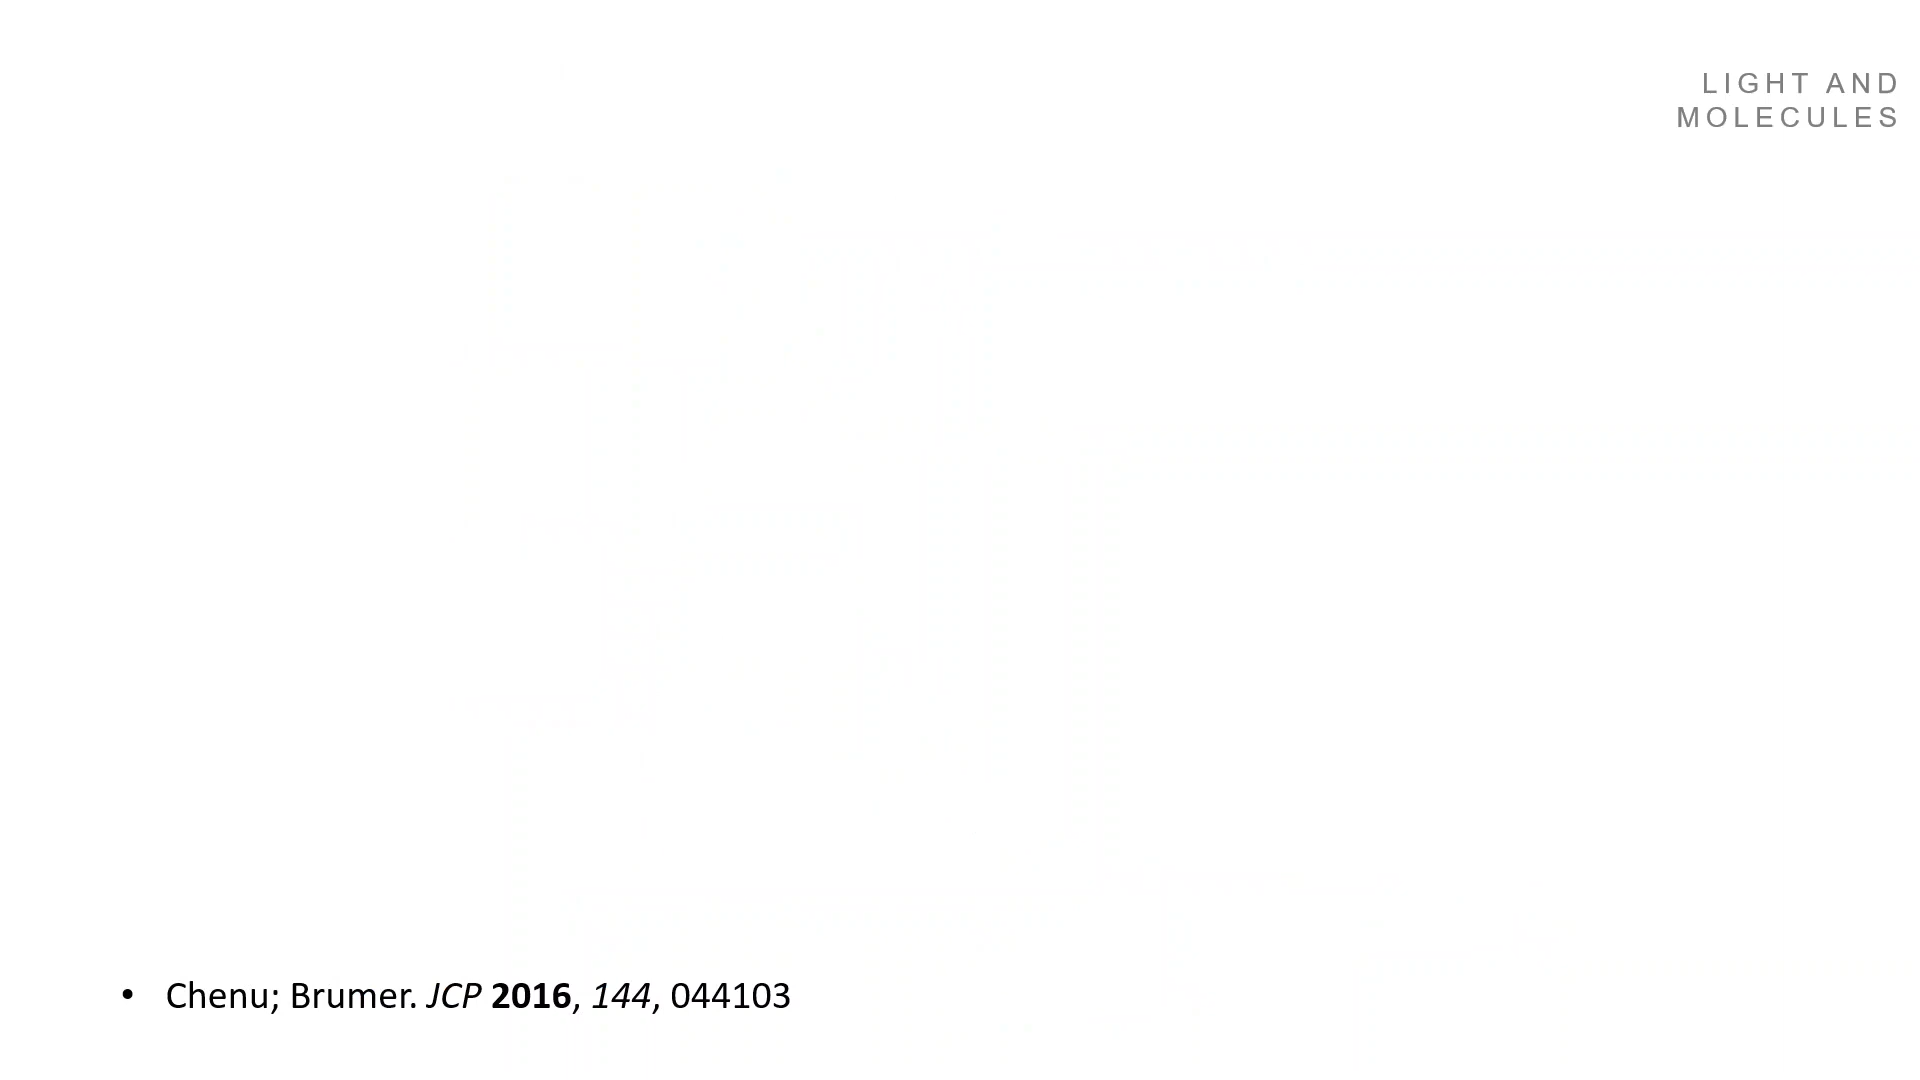 LIGHT AND
MOLECULES
• Chenu; Brumer. JCP 2016, 144, 044103